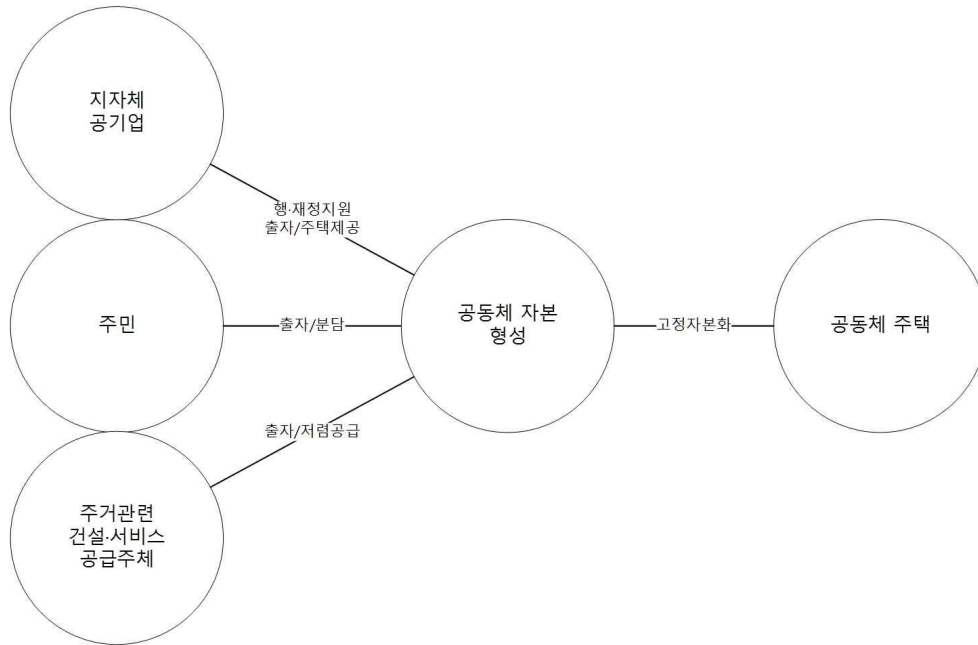 지자체
공기업
행·재정지원
출자/주택제공
주민
출자/분담
공동체 자본
형성
고정자본화
공동체 주택
출자/저렴공급
주거관련
건설·서비스
공급주체